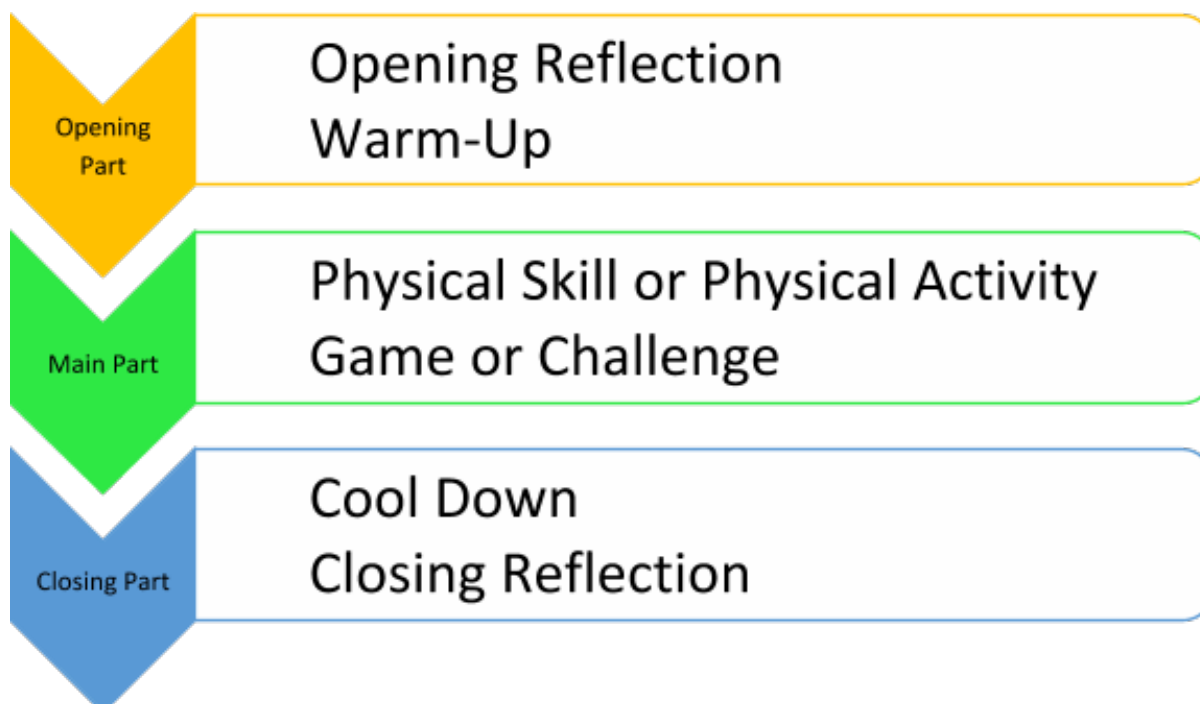 Opening
Part
Opening Reflection
Warm-Up
Main Part
Physical Skill or Physical Activity
Game or Challenge
Closing Part
Cool Down
Closing Reflection